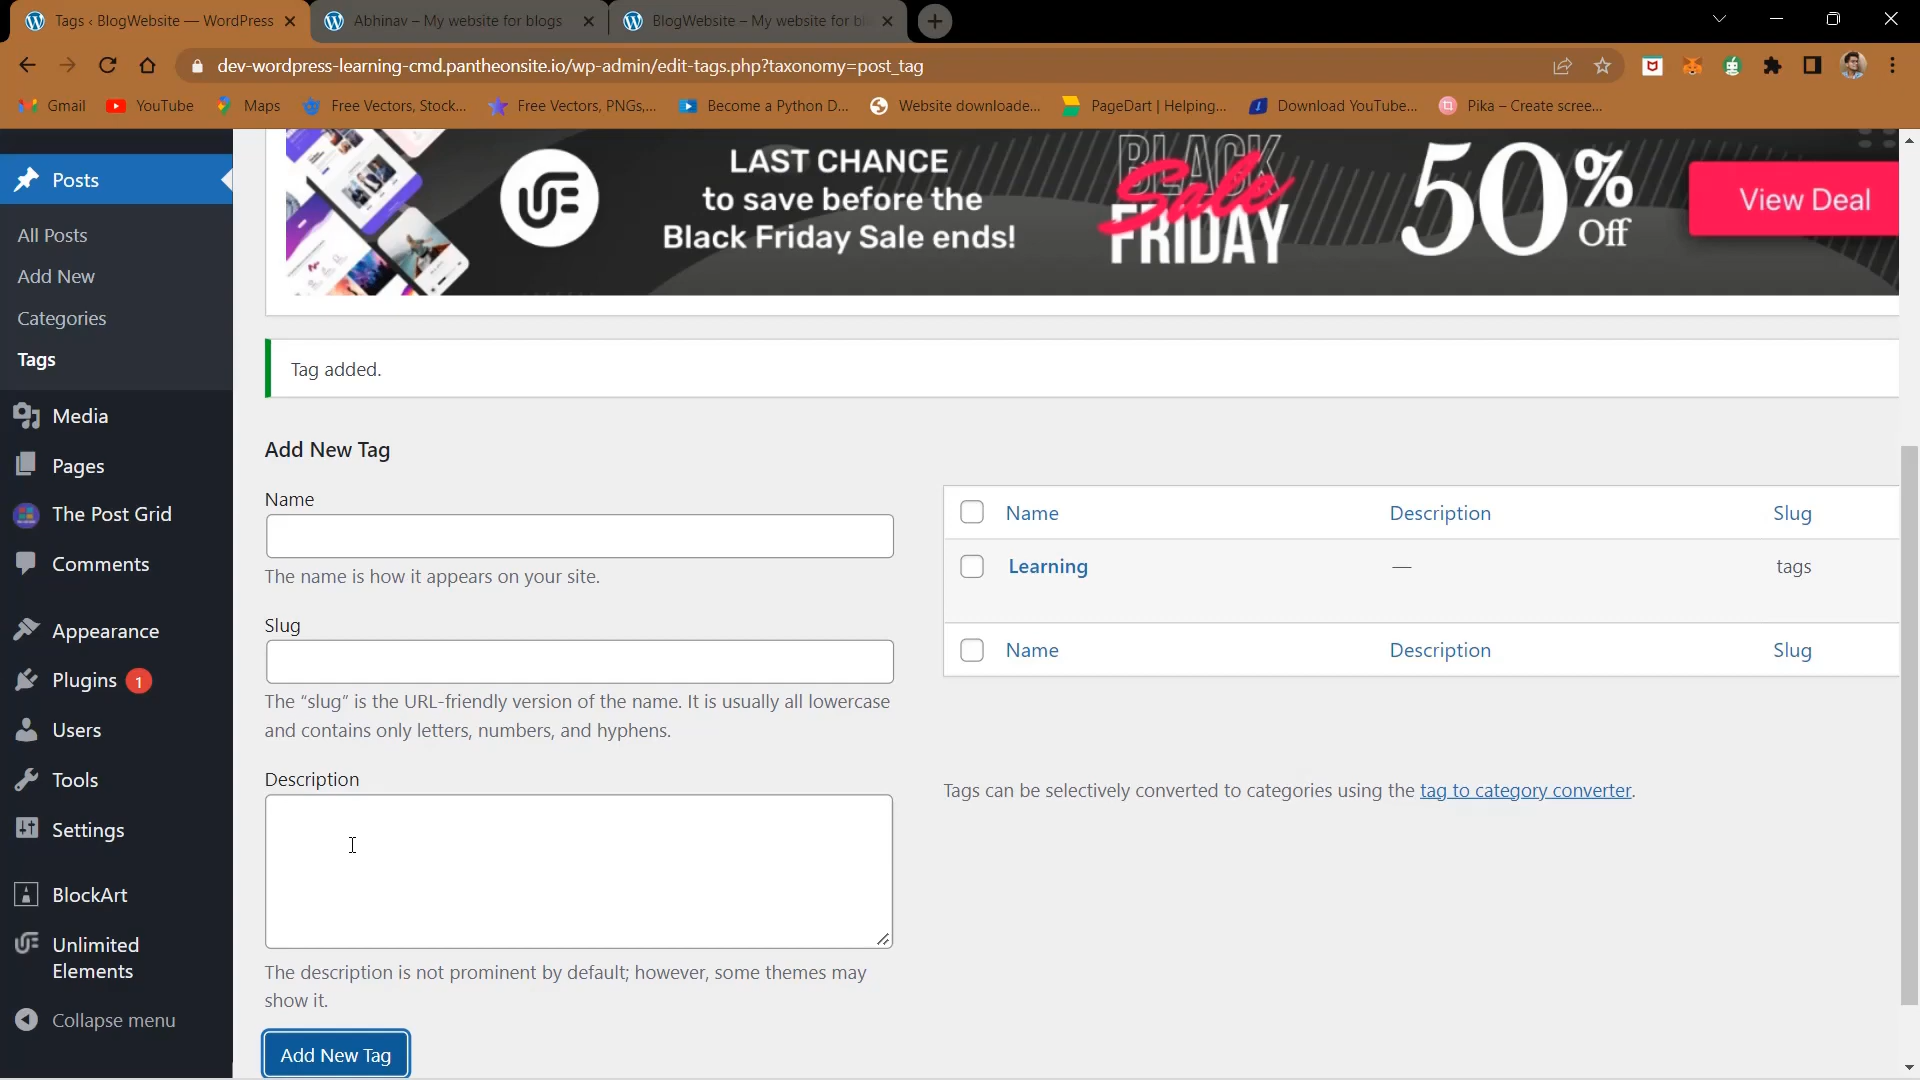 Tags ‹ BlogWebsite — WordPress
Abhinav – My website for blogs
BlogWebsite – My website for bl
dev-wordpress-learning-cmd.pantheonsite.io/wp-admin/edit-tags.php?taxonomy=post_tag
Gmail
YouTube
Maps
Free Vectors, Stock...
Free Vectors, PNGs,...
Become a Python D...
Website downloade...
PageDart | Helping...
Download YouTube...
Pika – Create scree...
Posts
All Posts
Add New
Categories
Tags
Media
Pages
The Post Grid
Comments
Appearance
Plugins 1
Users
Tools
Settings
BlockArt
Unlimited
Elements
Collapse menu
LAST CHANCE
to save before the
Black Friday Sale ends!
BLACK
Sale
FRIDAY
50%
Off
View Deal
Tag added.
Add New Tag
Name
The name is how it appears on your site.
Slug
The “slug” is the URL-friendly version of the name. It is usually all lowercase
and contains only letters, numbers, and hyphens.
Description
The description is not prominent by default; however, some themes may
show it.
Add New Tag
Name Description Slug
Learning — tags
Name Description Slug
Tags can be selectively converted to categories using the tag to category converter.